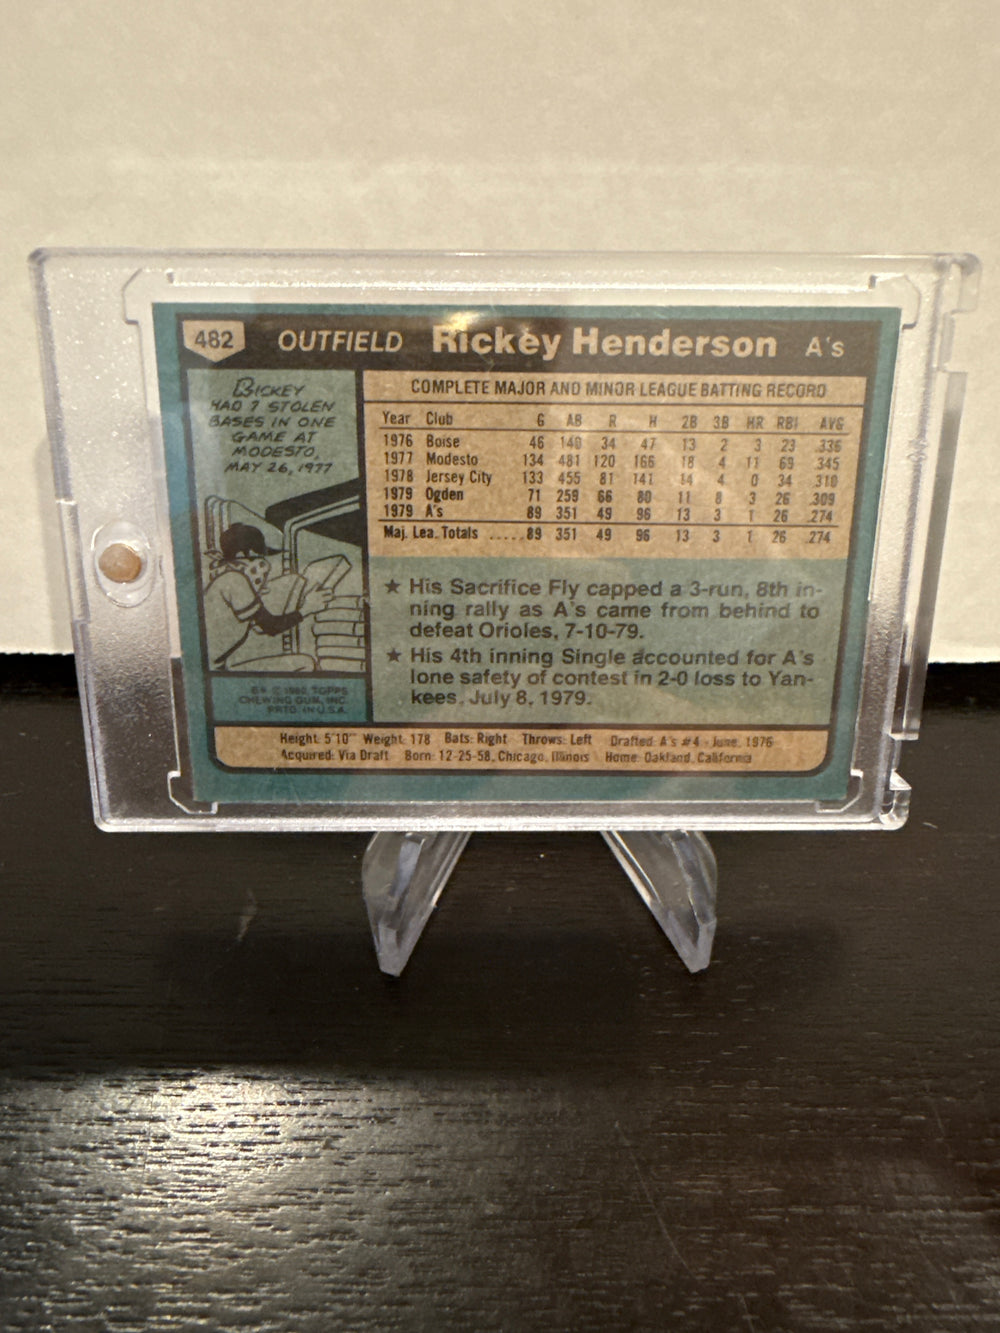 482 OUTFIELD Rickey Henderson A's
RICKEY
HAD 7 STOLEN
BASES IN ONE
GAME AT
MODESTO,
MAY 26, 1977
COMPLETE MAJOR AND MINOR LEAGUE BATTING RECORD
Year Club G AB R H 2B 3B HR RBI AVG
1976 Boise 46 140 34 47 13 2 3 23 .336
1977 Modesto 134 481 120 166 18 4 11 69 .345
1978 Jersey City 133 455 81 141 14 4 0 34 .310
1979 Ogden 71 259 66 80 11 8 3 26 .309
1979 A's 89 351 49 96 13 3 1 26 .274
Maj. Lea. Totals .....89 351 49 96 13 3 1 26 .274
★ His Sacrifice Fly capped a 3-run, 8th in-
ning rally as A's came from behind to
defeat Orioles, 7-10-79.
★ His 4th inning Single accounted for A's
lone safety of contest in 2-0 loss to Yan-
kees, July 8, 1979.
© 1980 TOPPS
CHEWING GUM, INC.
PRTD. IN U.S.A.
Height: 5'10" Weight: 178 Bats: Right Throws: Left Drafted: A's #4 - June, 1976
Acquired: Via Draft Born: 12-25-58, Chicago, Illinois Home: Oakland, California